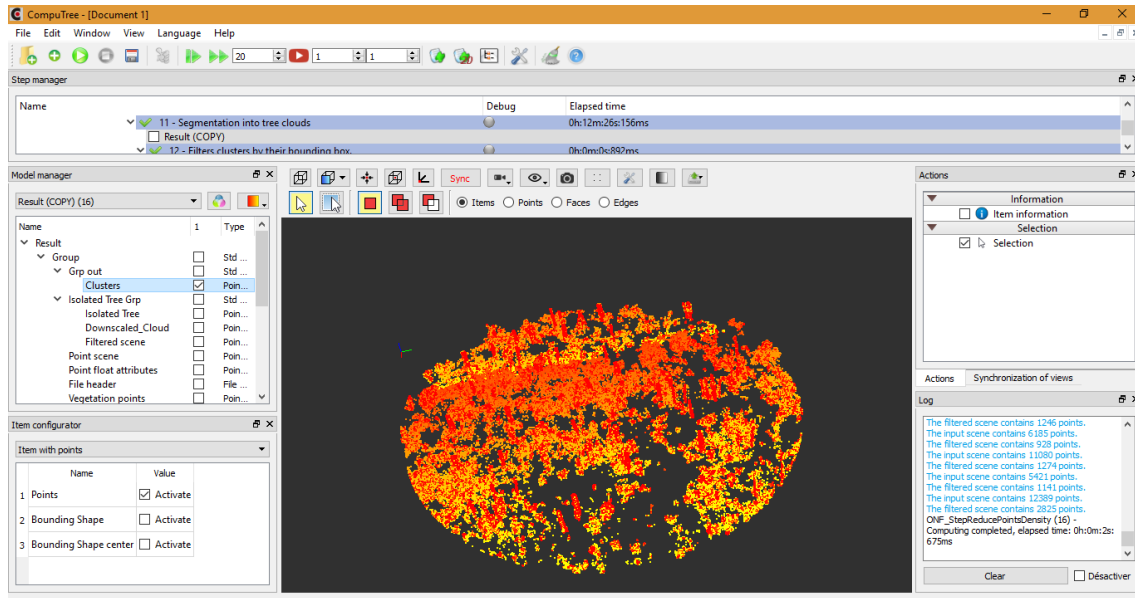 CompuTree - [Document 1]
File Edit Window View Language Help
20 1 1
Step manager
Name Debug Elapsed time
11 - Segmentation into tree clouds 0h:12m:26s:156ms
Result (COPY)
12 - Filters clusters by their bounding box. 0h:0m:0s:892ms
Model manager
Result (COPY) (16)
Name 1 Type
Result
Group Std ...
Grp out Std ...
Clusters Poin...
Isolated Tree Grp Std ...
Isolated Tree Poin...
Downscaled_Cloud Poin...
Filtered scene Poin...
Point scene Poin...
Point float attributes Poin...
File header File ...
Vegetation points Poin...
Item configurator
Item with points
Name Value
1 Points Activate
2 Bounding Shape Activate
3 Bounding Shape center Activate
Sync
Items Points Faces Edges
Actions
Information
Item information
Selection
Selection
Actions Synchronization of views
Log
The filtered scene contains 1246 points.
The input scene contains 6185 points.
The filtered scene contains 928 points.
The input scene contains 11080 points.
The filtered scene contains 1274 points.
The input scene contains 5421 points.
The filtered scene contains 1141 points.
The input scene contains 12389 points.
The filtered scene contains 2825 points.
ONF_StepReducePointsDensity (16) -
Computing completed, elapsed time: 0h:0m:2s:
675ms
Clear Désactiver